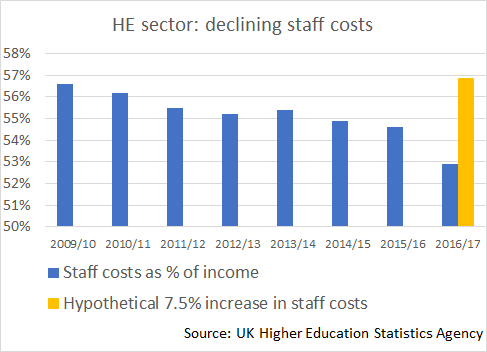 HE sector: declining staff costs
58%
57%
56%
55%
54%
53%
52%
51%
50%
2009/10 2010/11 2011/12 2012/13 2013/14 2014/15 2015/16 2016/17
Staff costs as % of income
Hypothetical 7.5% increase in staff costs
Source: UK Higher Education Statistics Agency